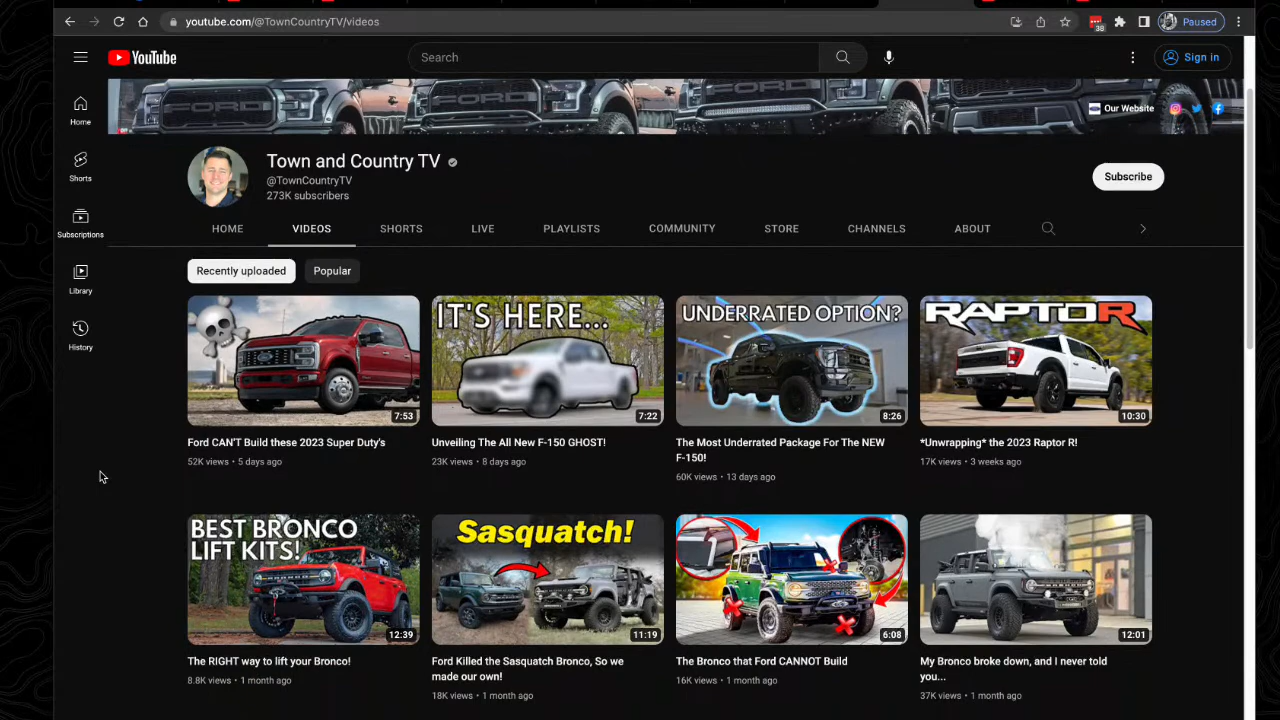 youtube.com/@TownCountryTV/videos
38
Paused
YouTube
Search
Sign in
Home
Shorts
Subscriptions
Library
History
FORD
FORD
FORD
FORD
Our Website
Town and Country TV
@TownCountryTV
273K subscribers
Subscribe
HOME
VIDEOS
SHORTS
LIVE
PLAYLISTS
COMMUNITY
STORE
CHANNELS
ABOUT
Recently uploaded
Popular
7:53
Ford CAN'T Build these 2023 Super Duty's
52K views • 5 days ago
IT'S HERE...
7:22
Unveiling The All New F-150 GHOST!
23K views • 8 days ago
UNDERRATED OPTION?
8:26
The Most Underrated Package For The NEW
F-150!
60K views • 13 days ago
RAPTOR
10:30
*Unwrapping* the 2023 Raptor R!
17K views • 3 weeks ago
BEST BRONCO
LIFT KITS!
12:39
The RIGHT way to lift your Bronco!
8.8K views • 1 month ago
Sasquatch!
11:19
Ford Killed the Sasquatch Bronco, So we
made our own!
18K views • 1 month ago
6:08
The Bronco that Ford CANNOT Build
16K views • 1 month ago
12:01
My Bronco broke down, and I never told
you...
37K views • 1 month ago